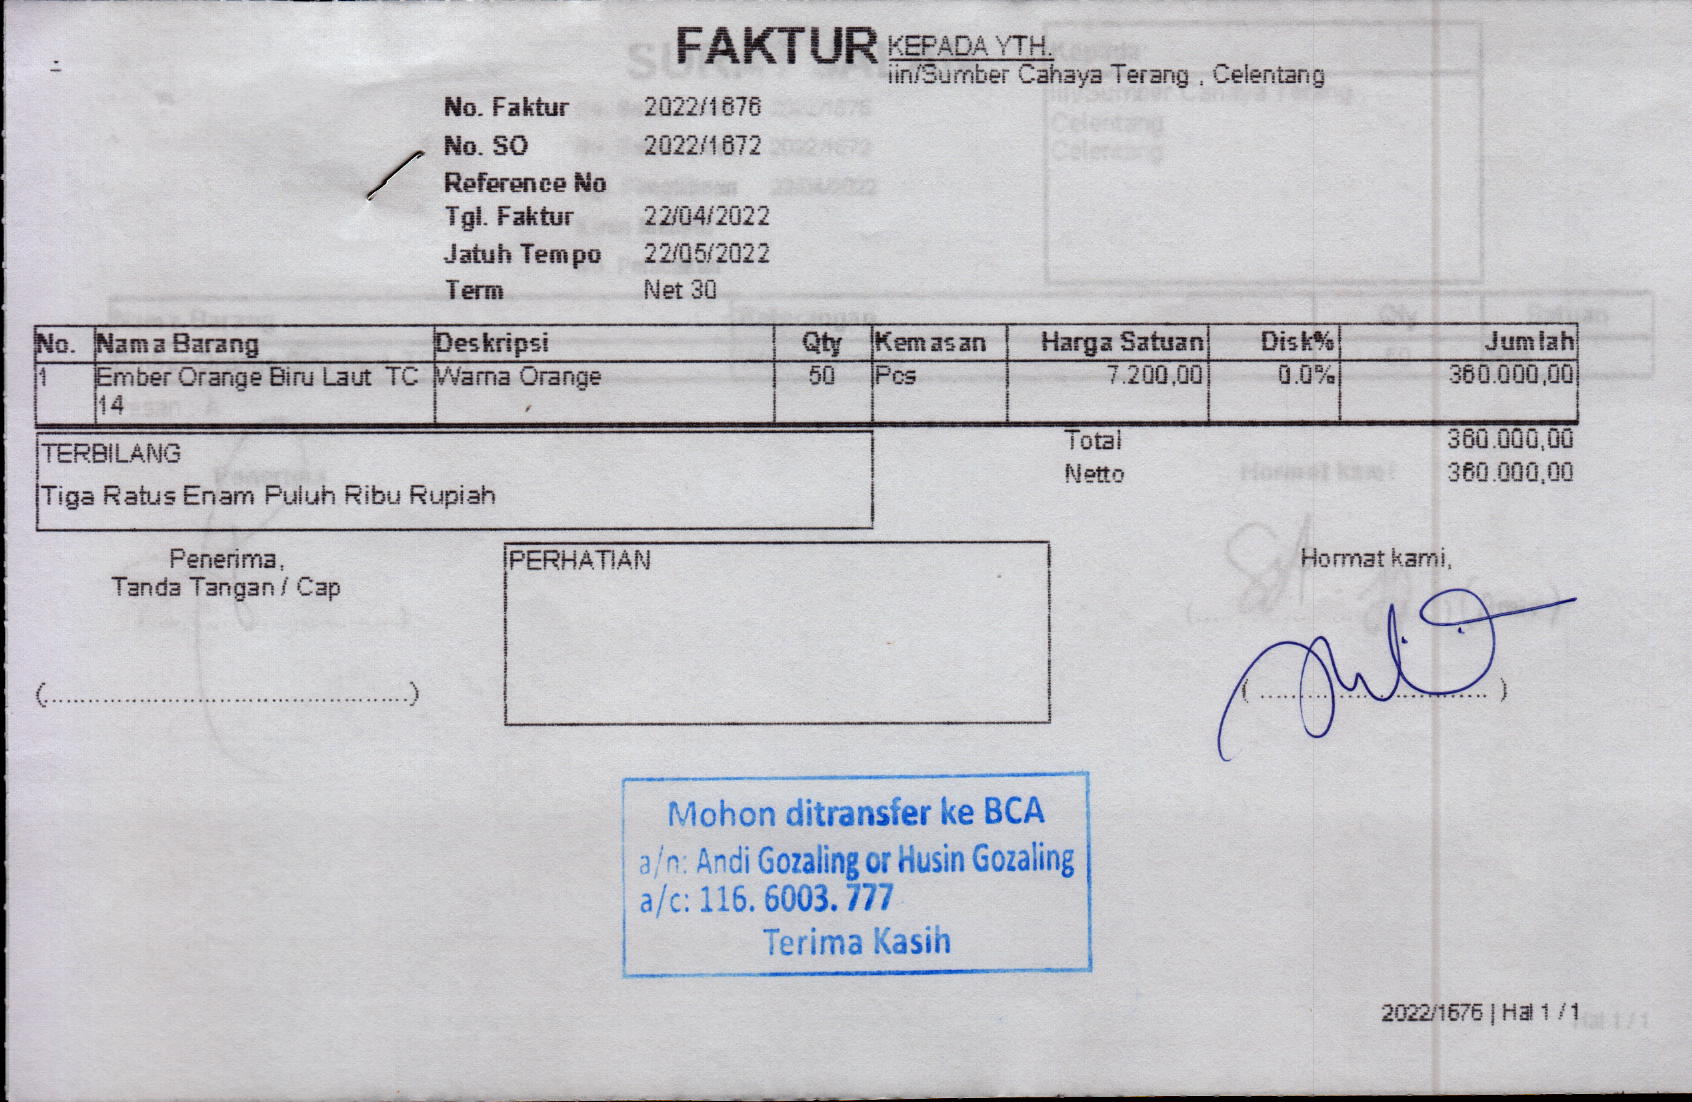 FAKTUR
KEPADA YTH.
iin/Sumber Cahaya Terang , Celentang
No. Faktur 2022/1676
No. SO 2022/1672
Reference No
Tgl. Faktur 22/04/2022
Jatuh Tempo 22/05/2022
Term Net 30
No. Nama Barang Deskripsi Qty Kemasan Harga Satuan Disk% Jumlah
1 Ember Orange Biru Laut TC Warna Orange 50 Pcs 7.200,00 0.0% 360.000,00
14
Total 360.000,00
TERBILANG
Netto 360.000,00
Tiga Ratus Enam Puluh Ribu Rupiah
Penerima,
Tanda Tangan / Cap
PERHATIAN
Hormat kami,
(..............................................)
( ................................ )
Mohon ditransfer ke BCA
a/n: Andi Gozaling or Husin Gozaling
a/c: 116. 6003. 777
Terima Kasih
2022/1676 | Hal 1 / 1